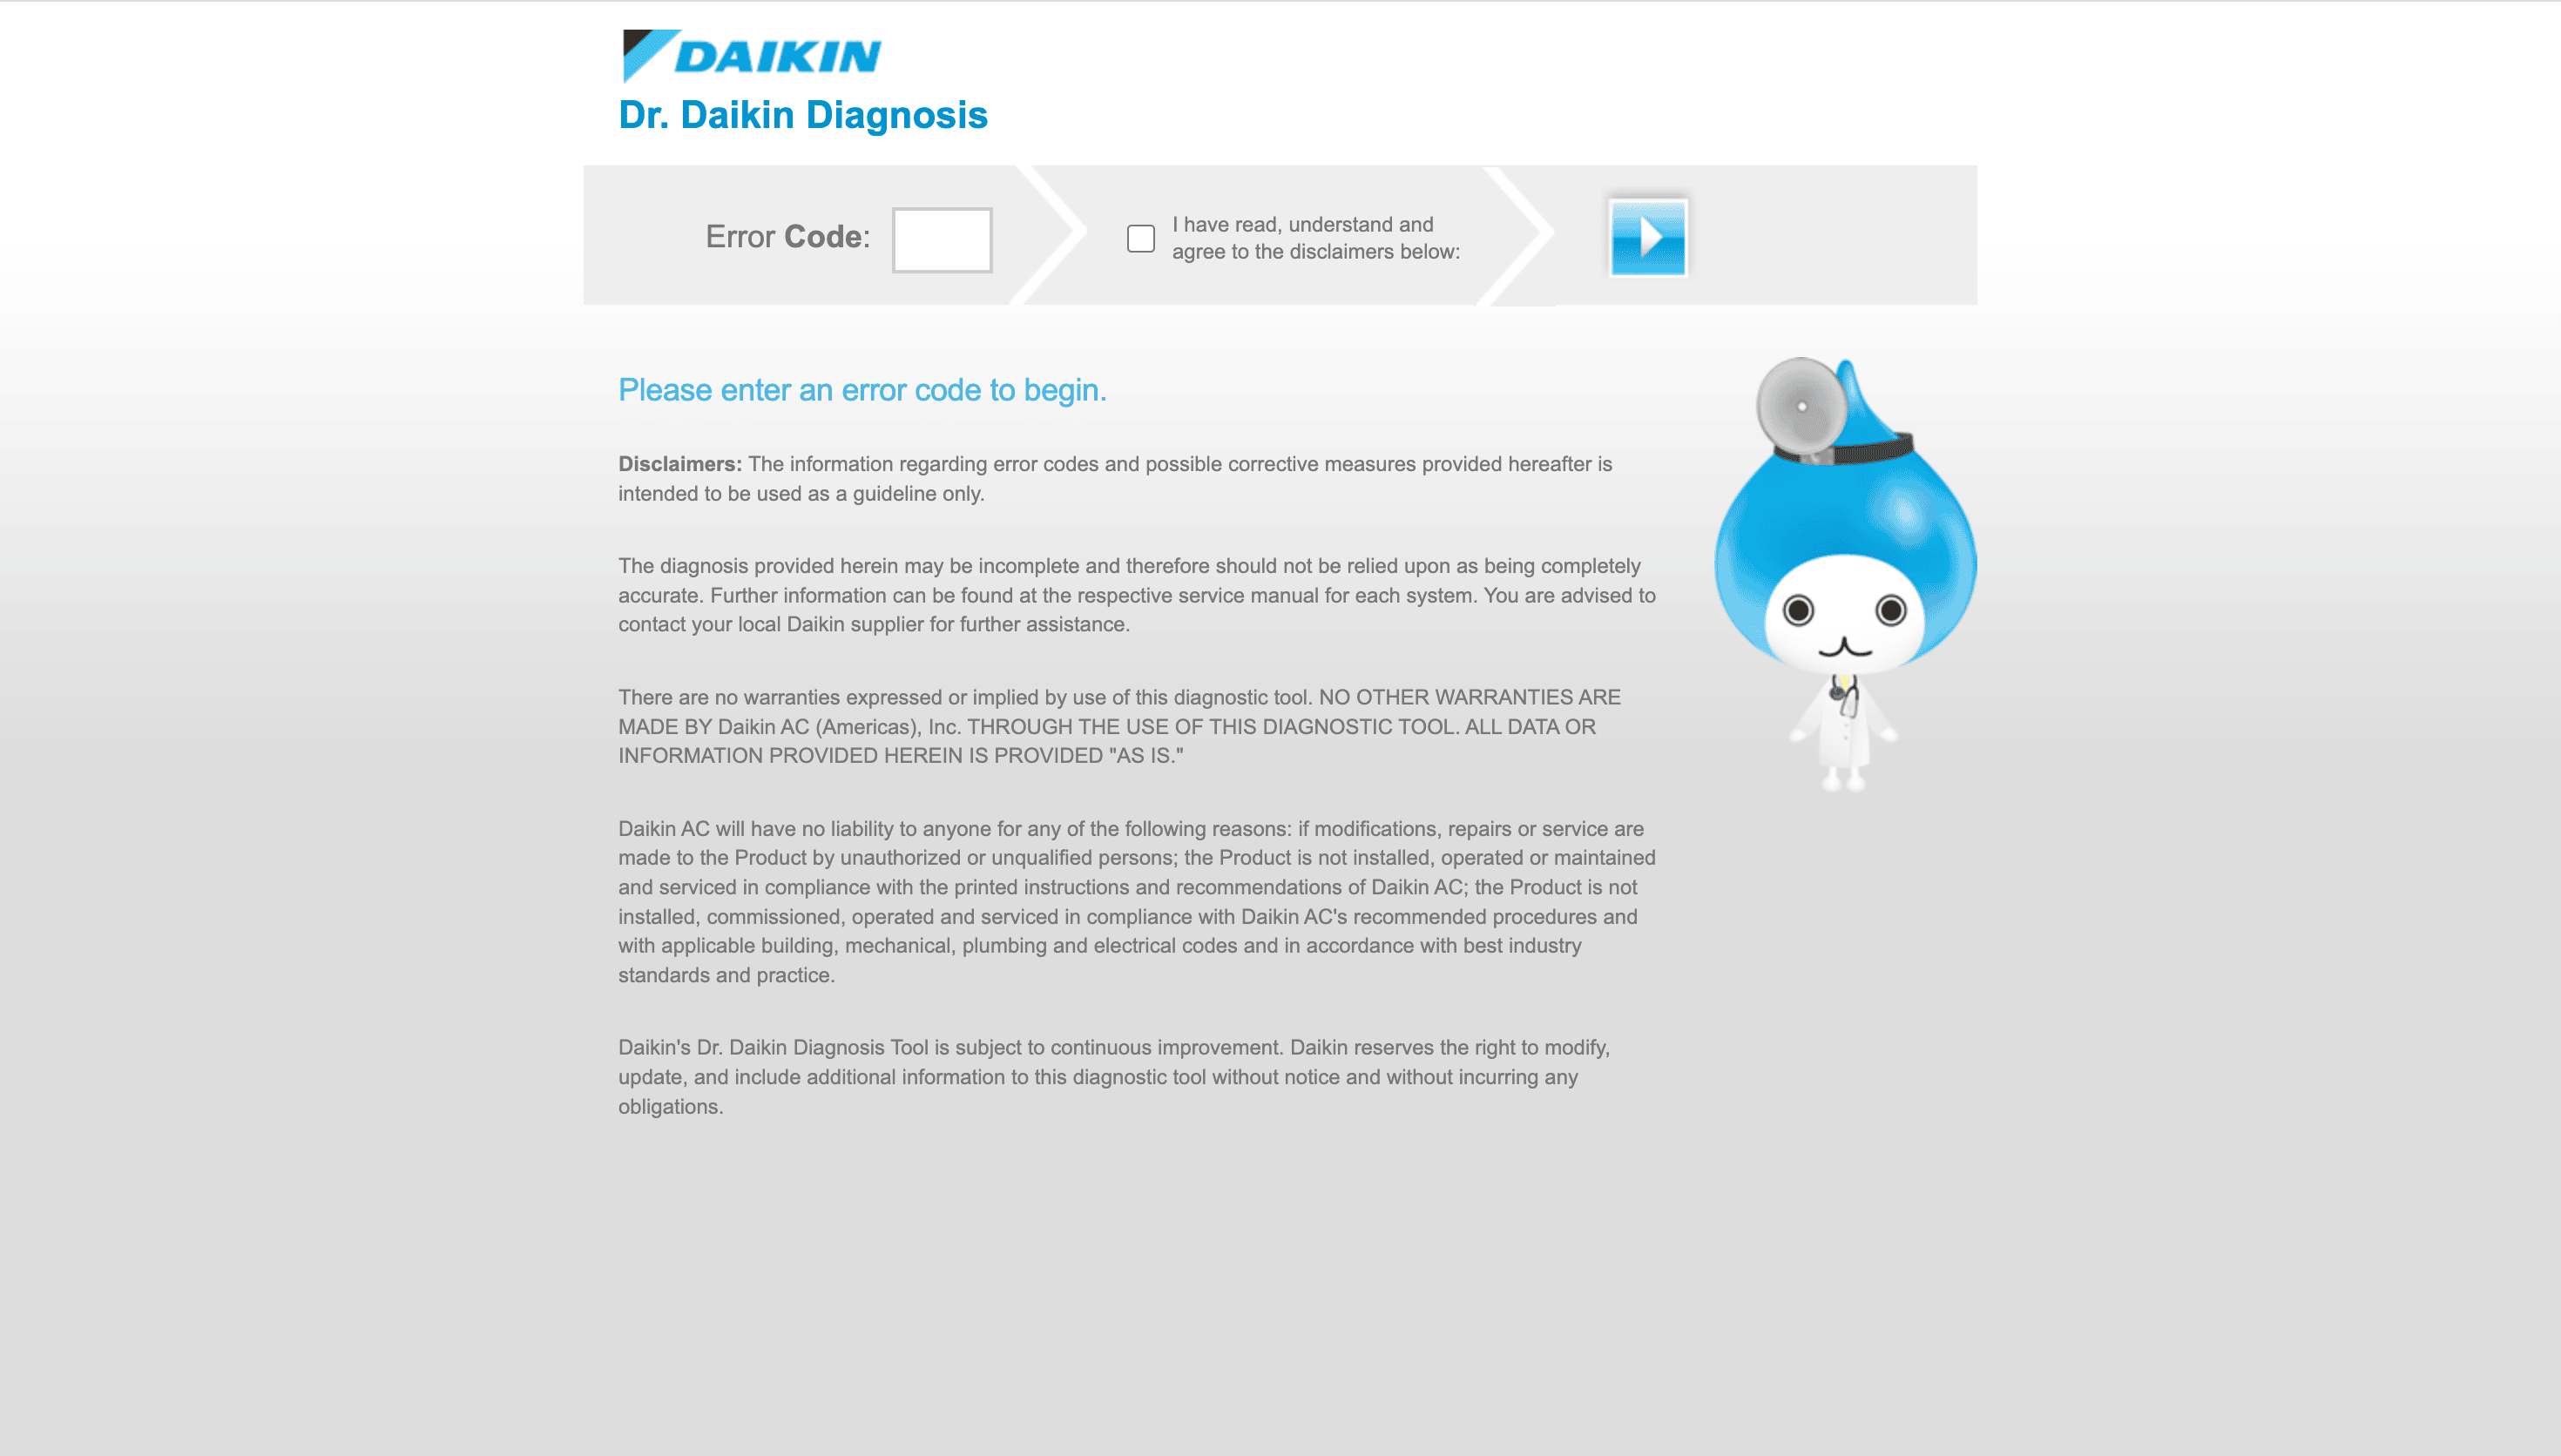 DAIKIN
Dr. Daikin Diagnosis
Error Code:
I have read, understand and
agree to the disclaimers below:
Please enter an error code to begin.
Disclaimers: The information regarding error codes and possible corrective measures provided hereafter is
intended to be used as a guideline only.
The diagnosis provided herein may be incomplete and therefore should not be relied upon as being completely
accurate. Further information can be found at the respective service manual for each system. You are advised to
contact your local Daikin supplier for further assistance.
There are no warranties expressed or implied by use of this diagnostic tool. NO OTHER WARRANTIES ARE
MADE BY Daikin AC (Americas), Inc. THROUGH THE USE OF THIS DIAGNOSTIC TOOL. ALL DATA OR
INFORMATION PROVIDED HEREIN IS PROVIDED "AS IS."
Daikin AC will have no liability to anyone for any of the following reasons: if modifications, repairs or service are
made to the Product by unauthorized or unqualified persons; the Product is not installed, operated or maintained
and serviced in compliance with the printed instructions and recommendations of Daikin AC; the Product is not
installed, commissioned, operated and serviced in compliance with Daikin AC's recommended procedures and
with applicable building, mechanical, plumbing and electrical codes and in accordance with best industry
standards and practice.
Daikin's Dr. Daikin Diagnosis Tool is subject to continuous improvement. Daikin reserves the right to modify,
update, and include additional information to this diagnostic tool without notice and without incurring any
obligations.